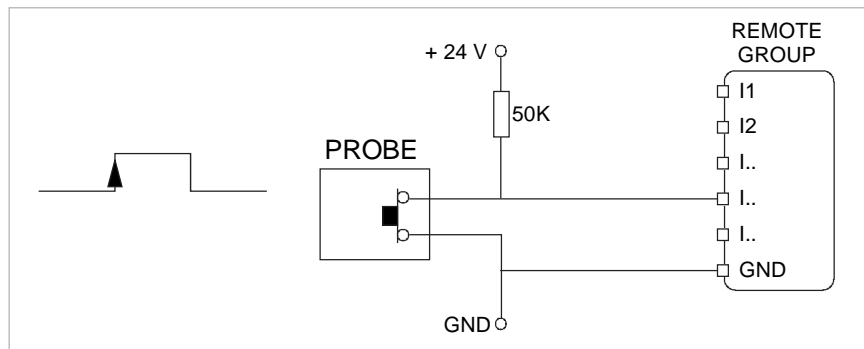 REMOTE
GROUP
+ 24 V
I1
50K
I2
PROBE
I..
I..
I..
GND
GND